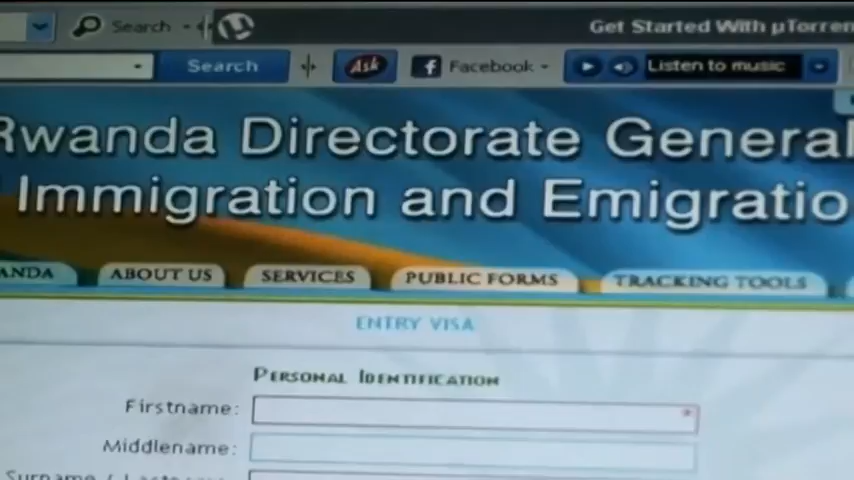 Search
Get Started With µTorren
Search
Ask
Facebook
Listen to music
Rwanda Directorate General
Immigration and Emigratio
ANDA
ABOUT US
SERVICES
PUBLIC FORMS
TRACKING TOOLS
ENTRY VISA
PERSONAL IDENTIFICATION
Firstname:
*
Middlename:
Surname /